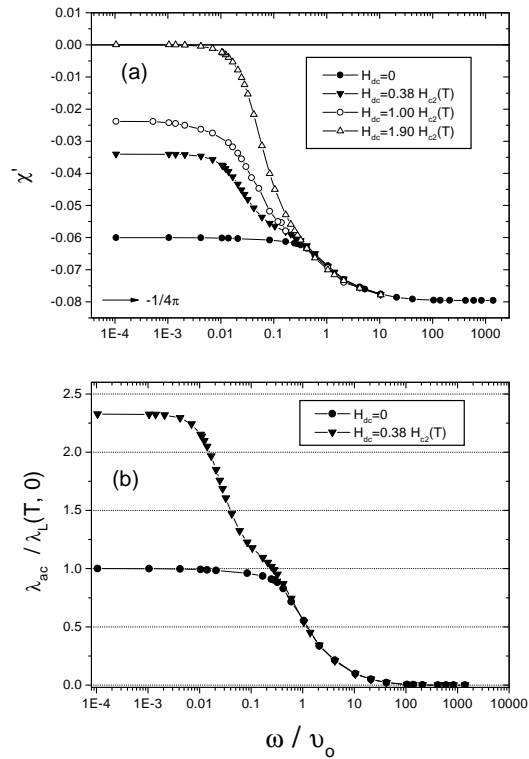 0.00
-0.01
-0.02
-0.03
-0.04
-0.05
-0.06
-0.07
-0.08
χ'
(a)
H_dc=0
H_dc=0.38 H_c2(T)
H_dc=1.00 H_c2(T)
H_dc=1.90 H_c2(T)
-1/4π
1E-4 1E-3 0.01 0.1 1 10 100 1000
2.5
2.0
1.5
1.0
0.5
0.0
λ_ac / λ_L(T, 0)
(b)
H_dc=0
H_dc=0.38 H_c2(T)
1E-4 1E-3 0.01 0.1 1 10 100 1000 10000
ω / υ_o